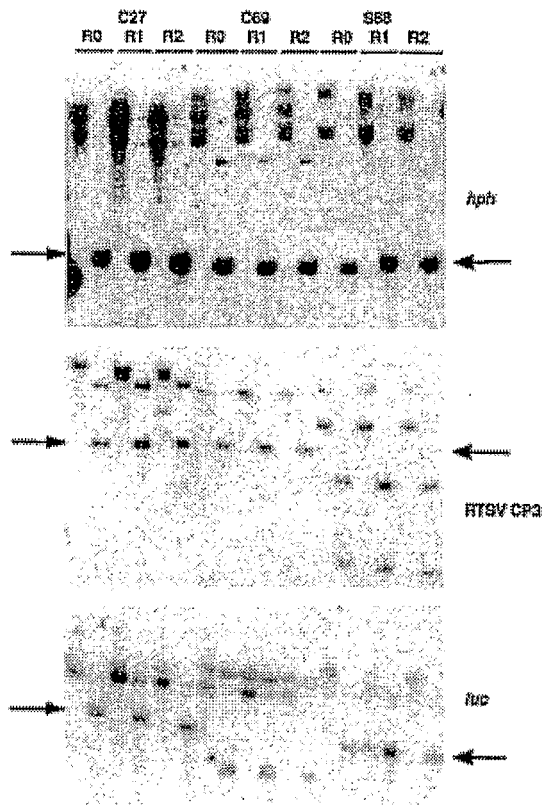 C27 C69 S68
R0 R1 R2 R0 R1 R2 R0 R1 R2
hph
RTSV CP3
luc